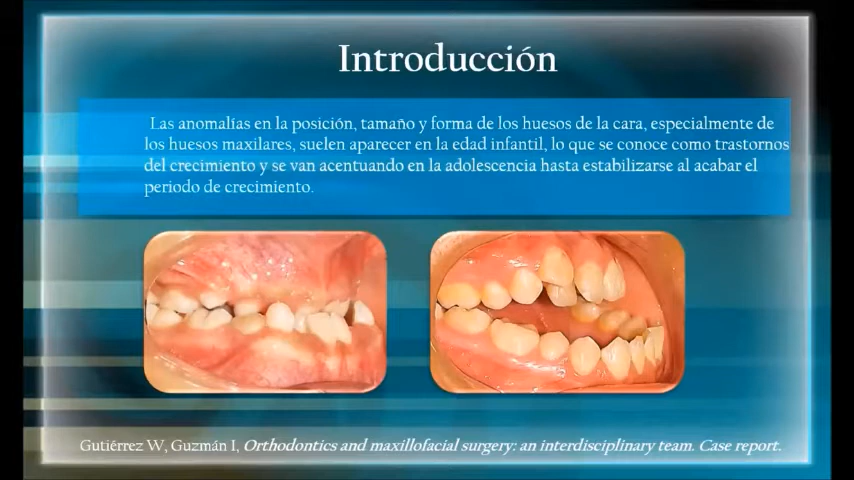 Introducción
Las anomalías en la posición, tamaño y forma de los huesos de la cara, especialmente de
los huesos maxilares, suelen aparecer en la edad infantil, lo que se conoce como trastornos
del crecimiento y se van acentuando en la adolescencia hasta estabilizarse al acabar el
periodo de crecimiento.
Gutiérrez W, Guzmán I, Orthodontics and maxillofacial surgery: an interdisciplinary team. Case report.